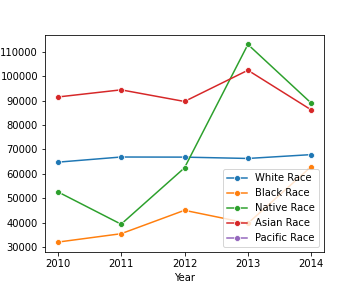 110000
100000
90000
80000
70000
60000
50000
40000
30000
White Race
Black Race
Native Race
Asian Race
Pacific Race
2010 2011 2012 2013 2014
Year